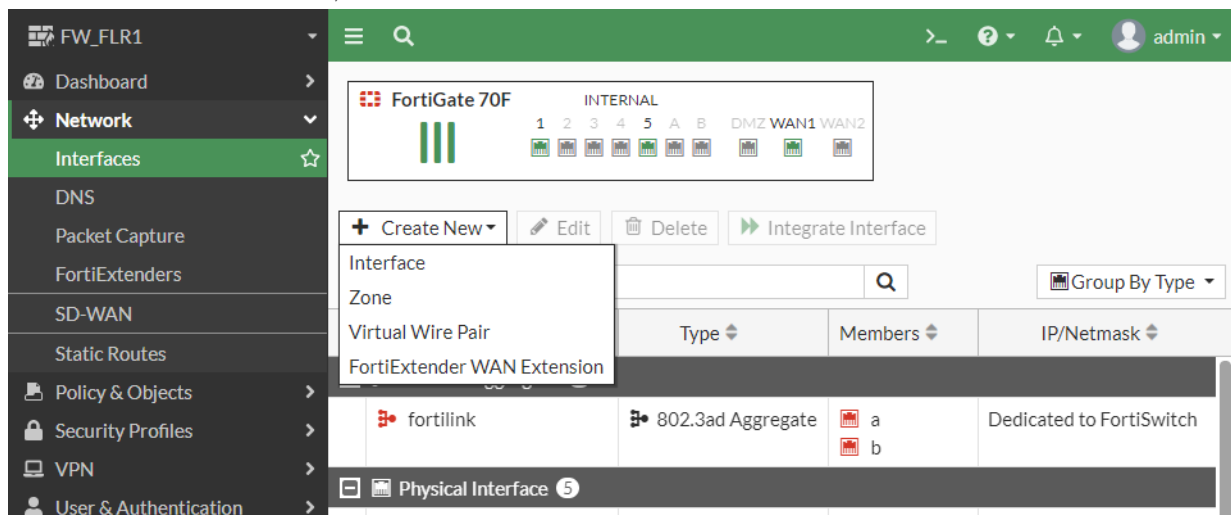 FW_FLR1
>_
admin
Dashboard
Network
Interfaces
DNS
Packet Capture
FortiExtenders
SD-WAN
Static Routes
Policy & Objects
Security Profiles
VPN
User & Authentication
FortiGate 70F
INTERNAL
1 2 3 4 5 A B DMZ WAN1 WAN2
+ Create New Edit Delete Integrate Interface
Interface
Zone
Virtual Wire Pair
FortiExtender WAN Extension
Group By Type
Type Members IP/Netmask
fortilink 802.3ad Aggregate a Dedicated to FortiSwitch
b
Physical Interface 5